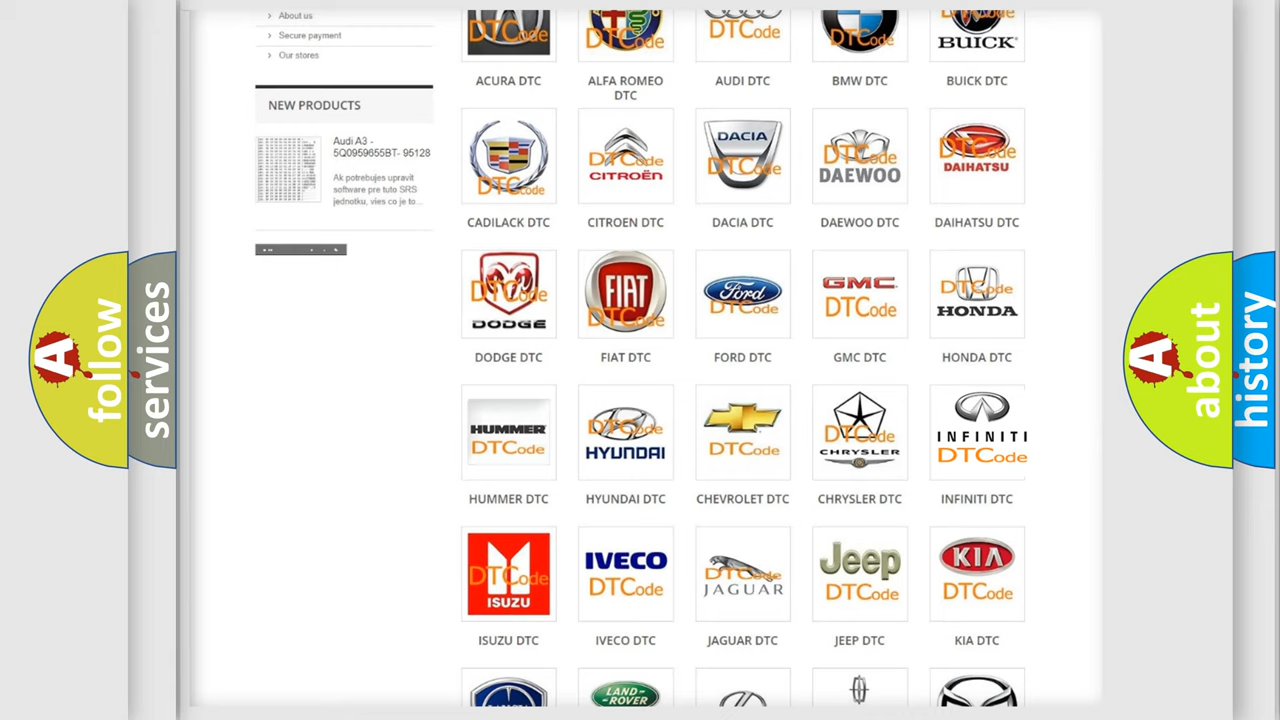 About us
Secure payment
Our stores
NEW PRODUCTS
Audi A3 -
5Q0959655BT- 95128
Ak potrebujes upravit
software pre tuto SRS
jednotku, vies co je to...
DTCode
DTCode
DTCode
DTCode
BUICK
ACURA DTC
ALFA ROMEO
DTC
AUDI DTC
BMW DTC
BUICK DTC
DTCode
DTCode
CITROËN
DACIA
DTCode
DTCode
DAEWOO
DTCode
DAIHATSU
CADILACK DTC
CITROEN DTC
DACIA DTC
DAEWOO DTC
DAIHATSU DTC
DTCode
DODGE
FIAT
DTCode
Ford
DTCode
GMC
DTCode
DTCode
HONDA
DODGE DTC
FIAT DTC
FORD DTC
GMC DTC
HONDA DTC
HUMMER
DTCode
DTCode
HYUNDAI
DTCode
DTCode
CHRYSLER
INFINITI
DTCode
HUMMER DTC
HYUNDAI DTC
CHEVROLET DTC
CHRYSLER DTC
INFINITI DTC
DTCode
ISUZU
IVECO
DTCode
DTCode
JAGUAR
Jeep
DTCode
KIA
DTCode
ISUZU DTC
IVECO DTC
JAGUAR DTC
JEEP DTC
KIA DTC
LAND-
ROVER
A follow
services
A about
history